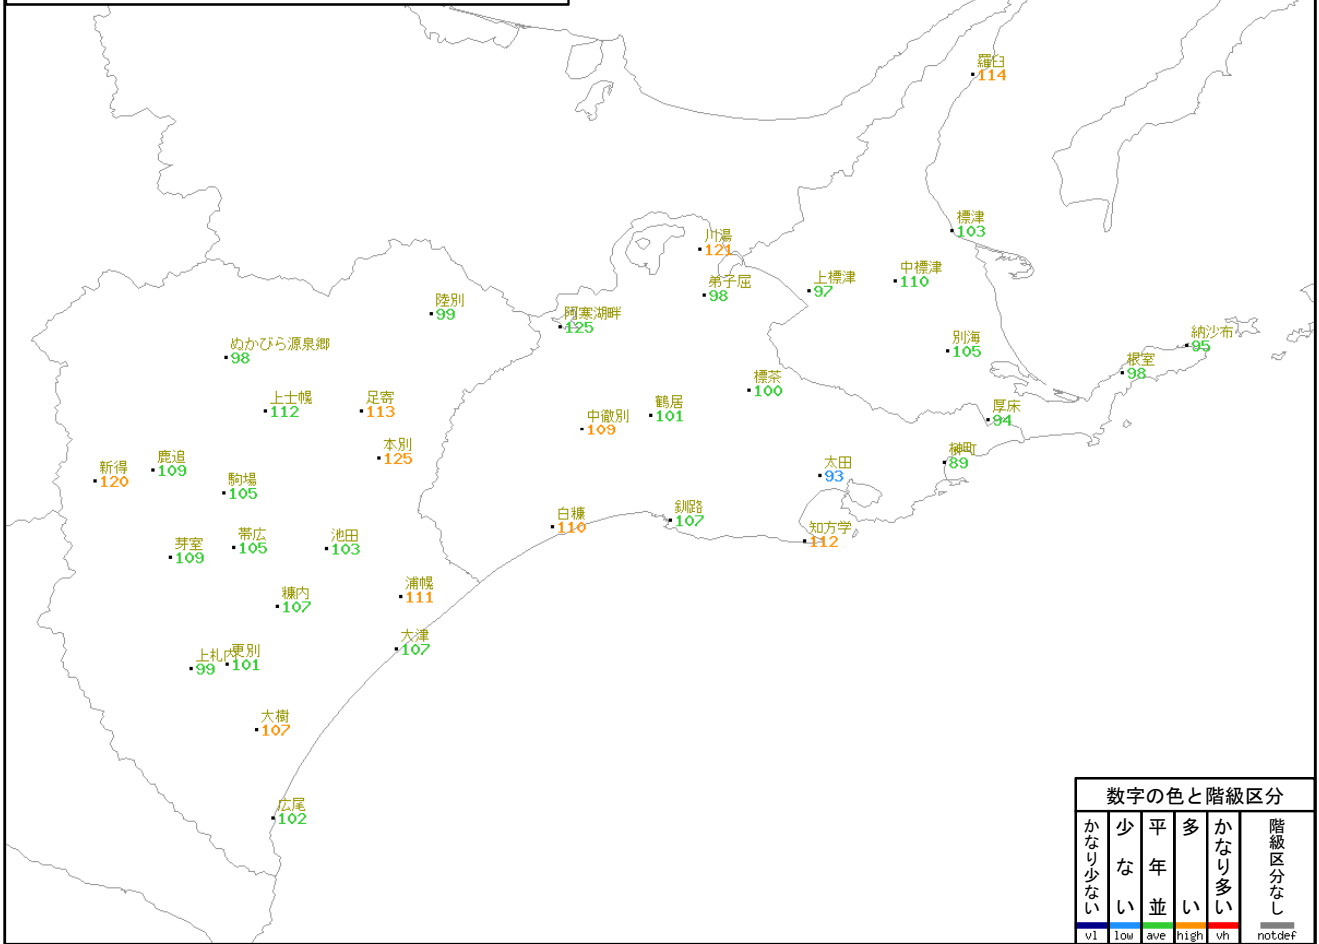 羅臼
114
標津
103
川湯
121
中標津
110
上標津
97
弟子屈
98
陸別
99
阿寒湖畔
125
納沙布
95
ぬかびら源泉郷
98
別海
105
根室
98
標茶
100
上士幌
112
足寄
113
鶴居
101
厚床
94
中徹別
109
本別
125
榊町
89
鹿追
109
新得
120
太田
93
駒場
105
白糠
110
釧路
107
知方学
112
帯広
105
池田
103
芽室
109
浦幌
111
糠内
107
大津
107
更別
101
上札内
99
大樹
107
広尾
102
数字の色と階級区分
かなり少ない
少ない
平年並
多い
かなり多い
階級区分なし
vl
low
ave
high
vh
notdef